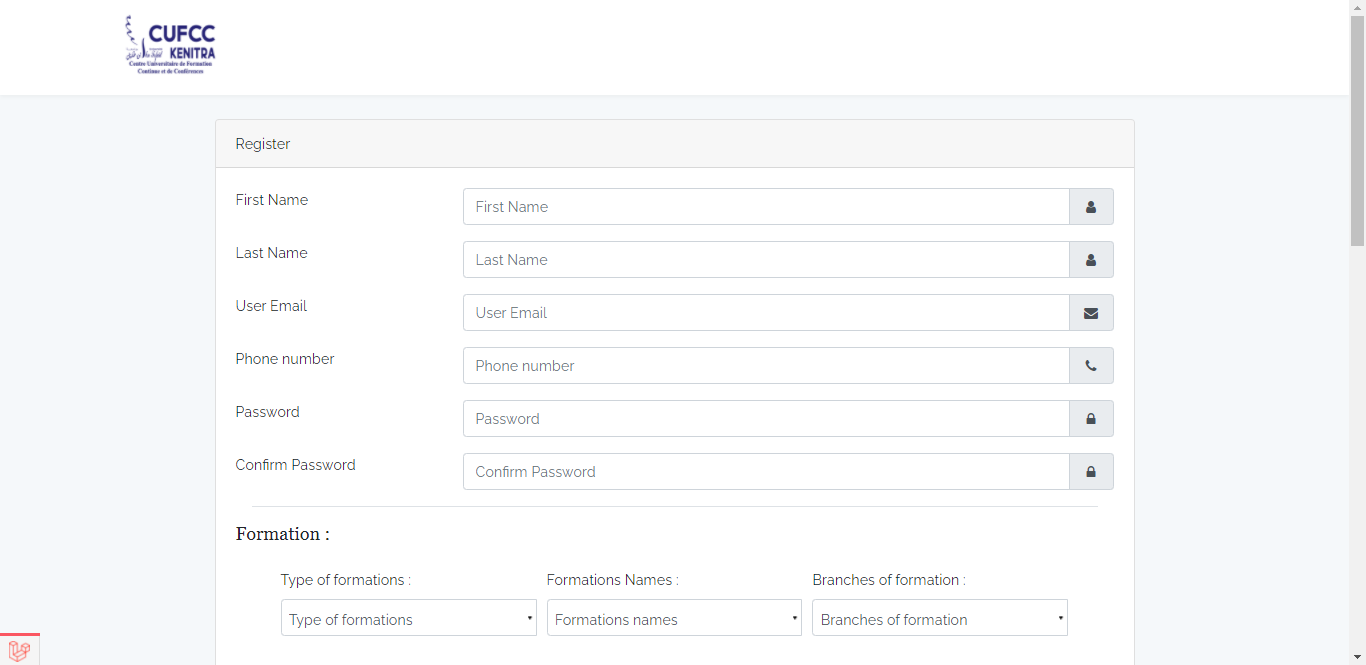 CUFCC
KENITRA
Centre Universitaire de Formation
Continue et de Conférences
Register
First Name
First Name
Last Name
Last Name
User Email
User Email
Phone number
Phone number
Password
Password
Confirm Password
Confirm Password
Formation :
Type of formations :
Formations Names :
Branches of formation :
Type of formations
Formations names
Branches of formation